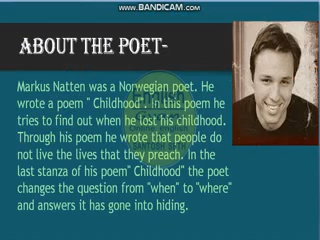 WWW.BANDICAM.COM
ABOUT THE POET-
Markus Natten was a Norwegian poet. He
wrote a poem " Childhood". In this poem he
tries to find out when he lost his childhood.
Through his poem he wrote that people do
not live the lives that they preach. In the
last stanza of his poem" Childhood" the poet
changes the question from "when" to "where"
and answers it has gone into hiding.